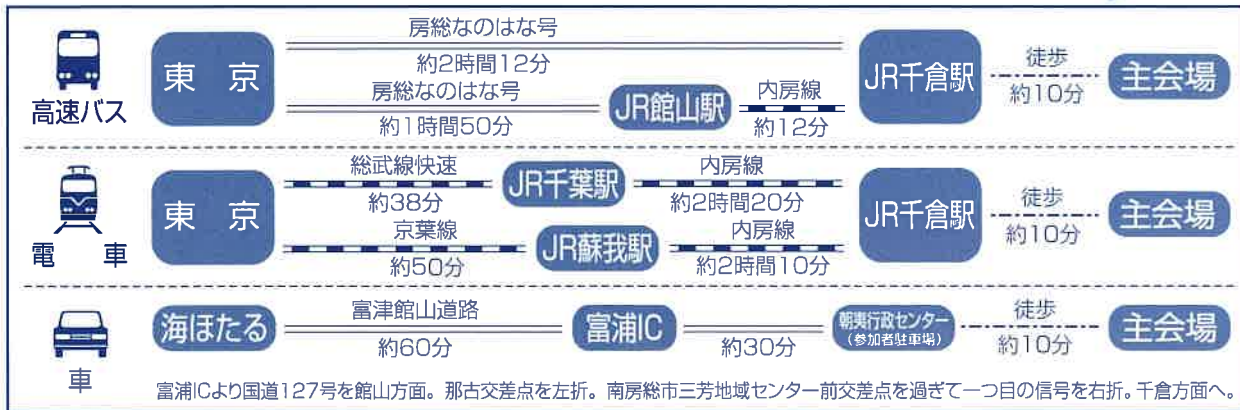 房総なのはな号
高速バス 東京 約2時間12分 JR千倉駅 徒歩 約10分 主会場
房総なのはな号 JR館山駅 内房線
約1時間50分 約12分
総武線快速 JR千葉駅 内房線
約38分 約2時間20分
電車 東京 JR千倉駅 徒歩 約10分 主会場
京葉線 JR蘇我駅 内房線
約50分 約2時間10分
富津館山道路 徒歩
車 海ほたる 富浦IC 朝夷行政センター 主会場
(参加者駐車場)
約60分 約30分 約10分
富浦ICより国道127号を館山方面。那古交差点を左折。南房総市三芳地域センター前交差点を過ぎて一つ目の信号を右折。千倉方面へ。